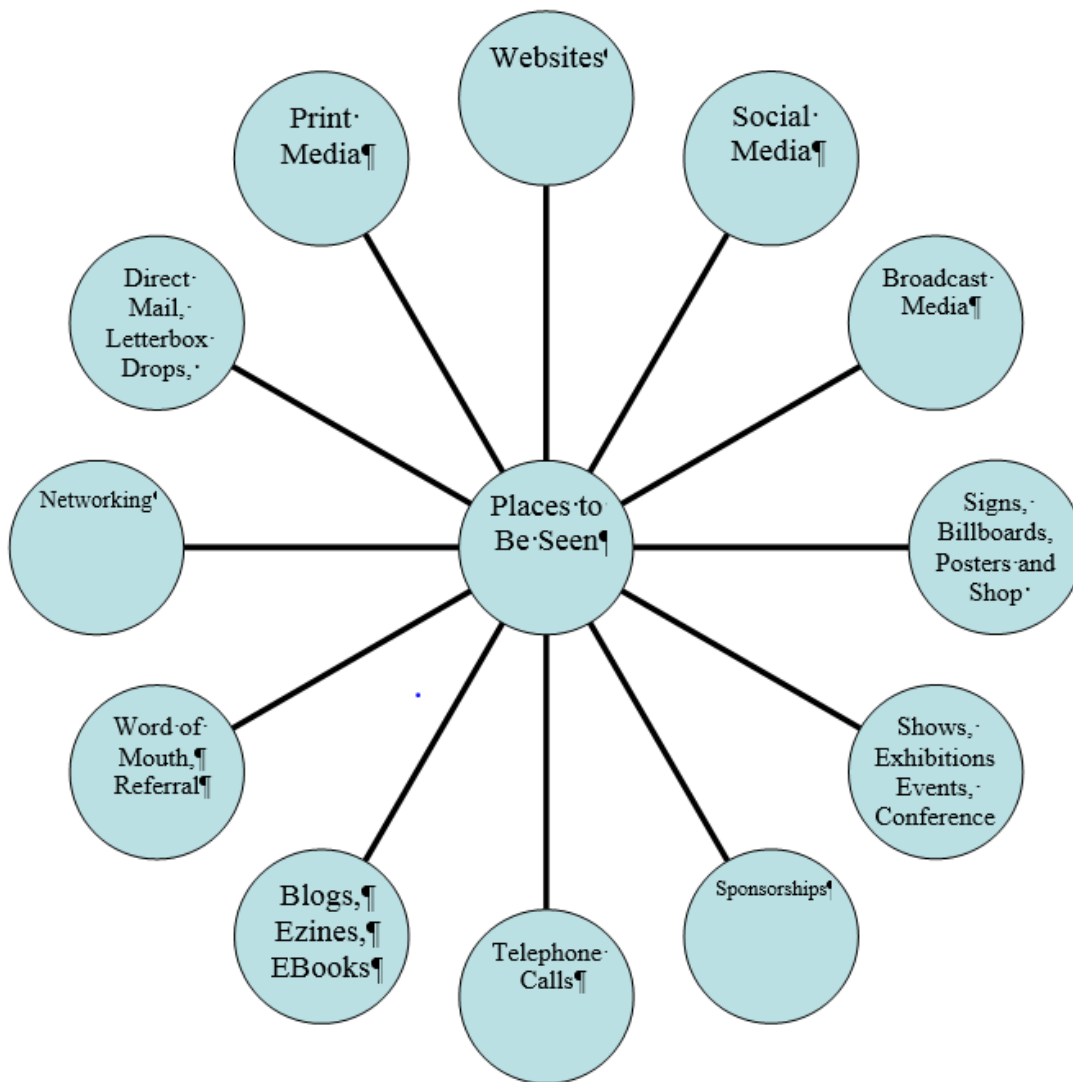 Websites
Social
Media¶
Broadcast
Media¶
Signs,
Billboards,
Posters and
Shop
Shows,
Exhibitions
Events,
Conference
Sponsorships¶
Telephone
Calls¶
Blogs,¶
Ezines,¶
EBooks¶
Word of
Mouth,¶
Referral¶
Networking
Direct
Mail,
Letterbox
Drops,
Print
Media¶
Places to
Be Seen¶